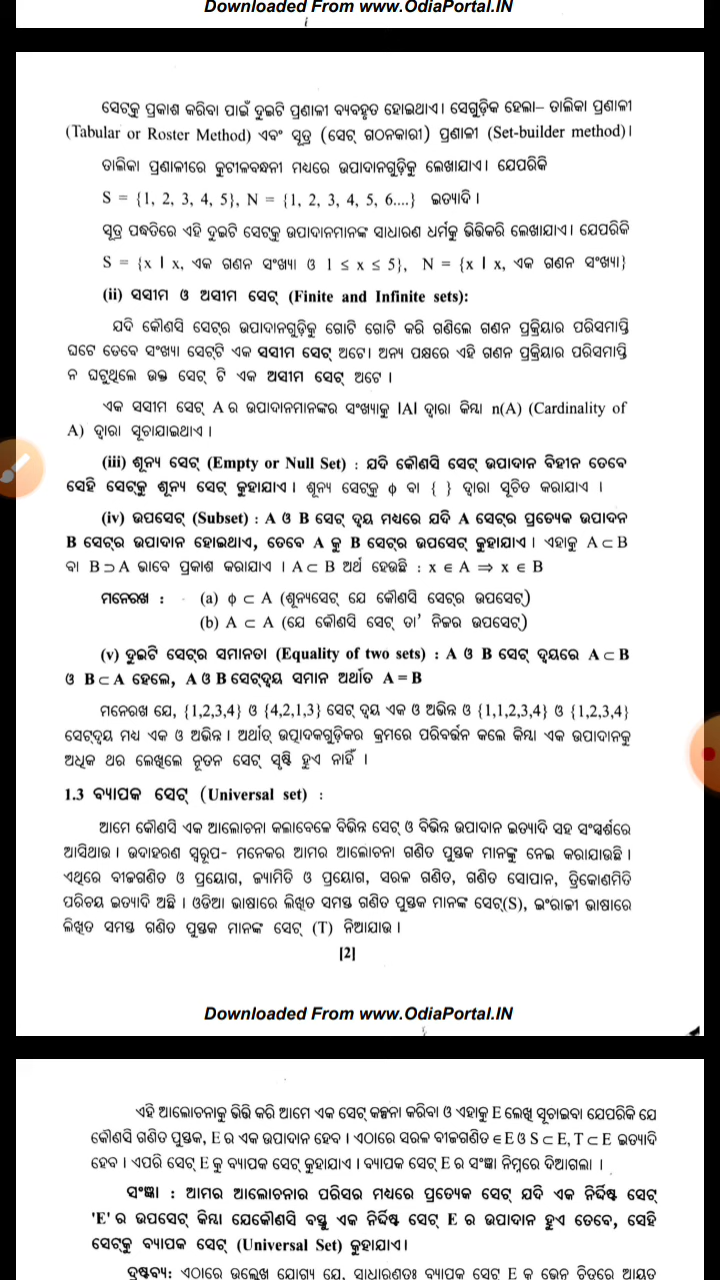 Downloaded From www.OdiaPortal.IN
ସେଟ୍‌କୁ ପ୍ରକାଶ କରିବା ପାଇଁ ଦୁଇଟି ପ୍ରଣାଳୀ ବ୍ୟବହୃତ ହୋଇଥାଏ। ସେଗୁଡ଼ିକ ହେଲା– ତାଲିକା ପ୍ରଣାଳୀ
(Tabular or Roster Method) ଏବଂ ସୂତ୍ର (ସେଟ୍ ଗଠନକାରୀ) ପ୍ରଣାଳୀ (Set-builder method)।
ତାଲିକା ପ୍ରଣାଳୀରେ କୁଟୀଳବନ୍ଧନୀ ମଧ୍ୟରେ ଉପାଦାନଗୁଡ଼ିକୁ ଲେଖାଯାଏ। ଯେପରିକି
S = {1, 2, 3, 4, 5}, N = {1, 2, 3, 4, 5, 6....} ଇତ୍ୟାଦି।
ସୂତ୍ର ପଦ୍ଧତିରେ ଏହି ଦୁଇଟି ସେଟ୍‌କୁ ଉପାଦାନମାନଙ୍କ ସାଧାରଣ ଧର୍ମକୁ ଭିତ୍ତିକରି ଲେଖାଯାଏ। ଯେପରିକି
S = {x | x, ଏକ ଗଣନ ସଂଖ୍ୟା ଓ 1 ≤ x ≤ 5}, N = {x | x, ଏକ ଗଣନ ସଂଖ୍ୟା}
(ii) ସସୀମ ଓ ଅସୀମ ସେଟ୍ (Finite and Infinite sets):
ଯଦି କୌଣସି ସେଟ୍‌ର ଉପାଦାନଗୁଡ଼ିକୁ ଗୋଟି ଗୋଟି କରି ଗଣିଲେ ଗଣନ ପ୍ରକ୍ରିୟାର ପରିସମାପ୍ତି
ଘଟେ ତେବେ ସଂଖ୍ୟା ସେଟ୍‌ଟି ଏକ ସସୀମ ସେଟ୍ ଅଟେ। ଅନ୍ୟ ପକ୍ଷରେ ଏହି ଗଣନ ପ୍ରକ୍ରିୟାର ପରିସମାପ୍ତି
ନ ଘଟୁଥିଲେ ଉକ୍ତ ସେଟ୍ ଟି ଏକ ଅସୀମ ସେଟ୍ ଅଟେ।
ଏକ ସସୀମ ସେଟ୍ A ର ଉପାଦାନମାନଙ୍କର ସଂଖ୍ୟାକୁ |A| ଦ୍ୱାରା କିମ୍ବା n(A) (Cardinality of
A) ଦ୍ୱାରା ସୂଚାଯାଇଥାଏ।
(iii) ଶୂନ୍ୟ ସେଟ୍ (Empty or Null Set) : ଯଦି କୌଣସି ସେଟ୍ ଉପାଦାନ ବିହୀନ ତେବେ
ସେହି ସେଟ୍‌କୁ ଶୂନ୍ୟ ସେଟ୍ କୁହାଯାଏ। ଶୂନ୍ୟ ସେଟ୍‌କୁ ϕ ବା { } ଦ୍ୱାରା ସୂଚିତ କରାଯାଏ ।
(iv) ଉପସେଟ୍ (Subset) : A ଓ B ସେଟ୍ ଦ୍ୱୟ ମଧ୍ୟରେ ଯଦି A ସେଟ୍‌ର ପ୍ରତ୍ୟେକ ଉପାଦାନ
B ସେଟ୍‌ର ଉପାଦାନ ହୋଇଥାଏ, ତେବେ A କୁ B ସେଟ୍‌ର ଉପସେଟ୍ କୁହାଯାଏ। ଏହାକୁ A⊂B
ବା B⊃A ଭାବେ ପ୍ରକାଶ କରାଯାଏ । A⊂B ଅର୍ଥ ହେଉଛି : x ∈ A ⇒ x ∈ B
ମନେରଖ : (a) ϕ ⊂ A (ଶୂନ୍ୟସେଟ୍ ଯେ କୌଣସି ସେଟ୍‌ର ଉପସେଟ୍)
(b) A ⊂ A (ଯେ କୌଣସି ସେଟ୍ ତା’ ନିଜର ଉପସେଟ୍)
(v) ଦୁଇଟି ସେଟ୍‌ର ସମାନତା (Equality of two sets) : A ଓ B ସେଟ୍ ଦ୍ୱୟରେ A⊂B
ଓ B⊂A ହେଲେ, A ଓ B ସେଟ୍‌ଦ୍ୱୟ ସମାନ ଅର୍ଥାତ A = B
ମନେରଖ ଯେ, {1,2,3,4} ଓ {4,2,1,3} ସେଟ୍ ଦ୍ୱୟ ଏକ ଓ ଅଭିନ୍ନ ଓ {1,1,2,3,4} ଓ {1,2,3,4}
ସେଟ୍‌ଦ୍ୱୟ ମଧ୍ୟ ଏକ ଓ ଅଭିନ୍ନ। ଅର୍ଥାତ୍ ଉତ୍ପାଦକଗୁଡ଼ିକର କ୍ରମରେ ପରିବର୍ତ୍ତନ କଲେ କିମ୍ବା ଏକ ଉପାଦାନକୁ
ଅଧିକ ଥର ଲେଖିଲେ ନୂତନ ସେଟ୍ ସୃଷ୍ଟି ହୁଏ ନାହିଁ ।
1.3 ବ୍ୟାପକ ସେଟ୍ (Universal set) :
ଆମେ କୌଣସି ଏକ ଆଲୋଚନା କଲାବେଳେ ବିଭିନ୍ନ ସେଟ୍ ଓ ବିଭିନ୍ନ ଉପାଦାନ ଇତ୍ୟାଦି ସହ ସଂସ୍ପର୍ଶରେ
ଆସିଥାଉ। ଉଦାହରଣ ସ୍ୱରୂପ- ମନେକର ଆମର ଆଲୋଚନା ଗଣିତ ପୁସ୍ତକ ମାନଙ୍କୁ ନେଇ କରାଯାଉଛି।
ଏଥିରେ ବୀଜଗଣିତ ଓ ପ୍ରୟୋଗ, ଜ୍ୟାମିତି ଓ ପ୍ରୟୋଗ, ସରଳ ଗଣିତ, ଗଣିତ ସୋପାନ, ତ୍ରିକୋଣମିତି
ପରିଚୟ ଇତ୍ୟାଦି ଅଛି। ଓଡିଆ ଭାଷାରେ ଲିଖିତ ସମସ୍ତ ଗଣିତ ପୁସ୍ତକ ମାନଙ୍କ ସେଟ୍(S), ଇଂରାଜୀ ଭାଷାରେ
ଲିଖିତ ସମସ୍ତ ଗଣିତ ପୁସ୍ତକ ମାନଙ୍କ ସେଟ୍ (T) ନିଆଯାଉ।
[2]
Downloaded From www.OdiaPortal.IN
ଏହି ଆଲୋଚନାକୁ ଭିତ୍ତି କରି ଆମେ ଏକ ସେଟ୍ କଳ୍ପନା କରିବା ଓ ଏହାକୁ E ଲେଖି ସୂଚାଇବା ଯେପରିକି ଯେ
କୌଣସି ଗଣିତ ପୁସ୍ତକ, E ର ଏକ ଉପାଦାନ ହେବ। ଏଠାରେ ସରଳ ବୀଜଗଣିତ ∈ E ଓ S⊂E, T⊂E ଇତ୍ୟାଦି
ହେବ। ଏପରି ସେଟ୍ E କୁ ବ୍ୟାପକ ସେଟ୍ କୁହାଯାଏ। ବ୍ୟାପକ ସେଟ୍ E ର ସଂଜ୍ଞା ନିମ୍ନରେ ଦିଆଗଲା ।
ସଂଜ୍ଞା : ଆମର ଆଲୋଚନାର ପରିସର ମଧ୍ୟରେ ପ୍ରତ୍ୟେକ ସେଟ୍ ଯଦି ଏକ ନିର୍ଦ୍ଦିଷ୍ଟ ସେଟ୍
'E' ର ଉପସେଟ୍ କିମ୍ବା ଯେକୌଣସି ବସ୍ତୁ ଏକ ନିର୍ଦ୍ଦିଷ୍ଟ ସେଟ୍ E ର ଉପାଦାନ ହୁଏ ତେବେ, ସେହି
ସେଟ୍‌କୁ ବ୍ୟାପକ ସେଟ୍ (Universal Set) କୁହାଯାଏ।
ଦ୍ରଷ୍ଟବ୍ୟ: ଏଠାରେ ଉଲ୍ଲେଖ ଯୋଗ୍ୟ ଯେ, ସାଧାରଣତଃ ବ୍ୟାପକ ସେଟ୍ E କୁ ଭେନ୍ ଚିତ୍ରରେ ଆୟତ